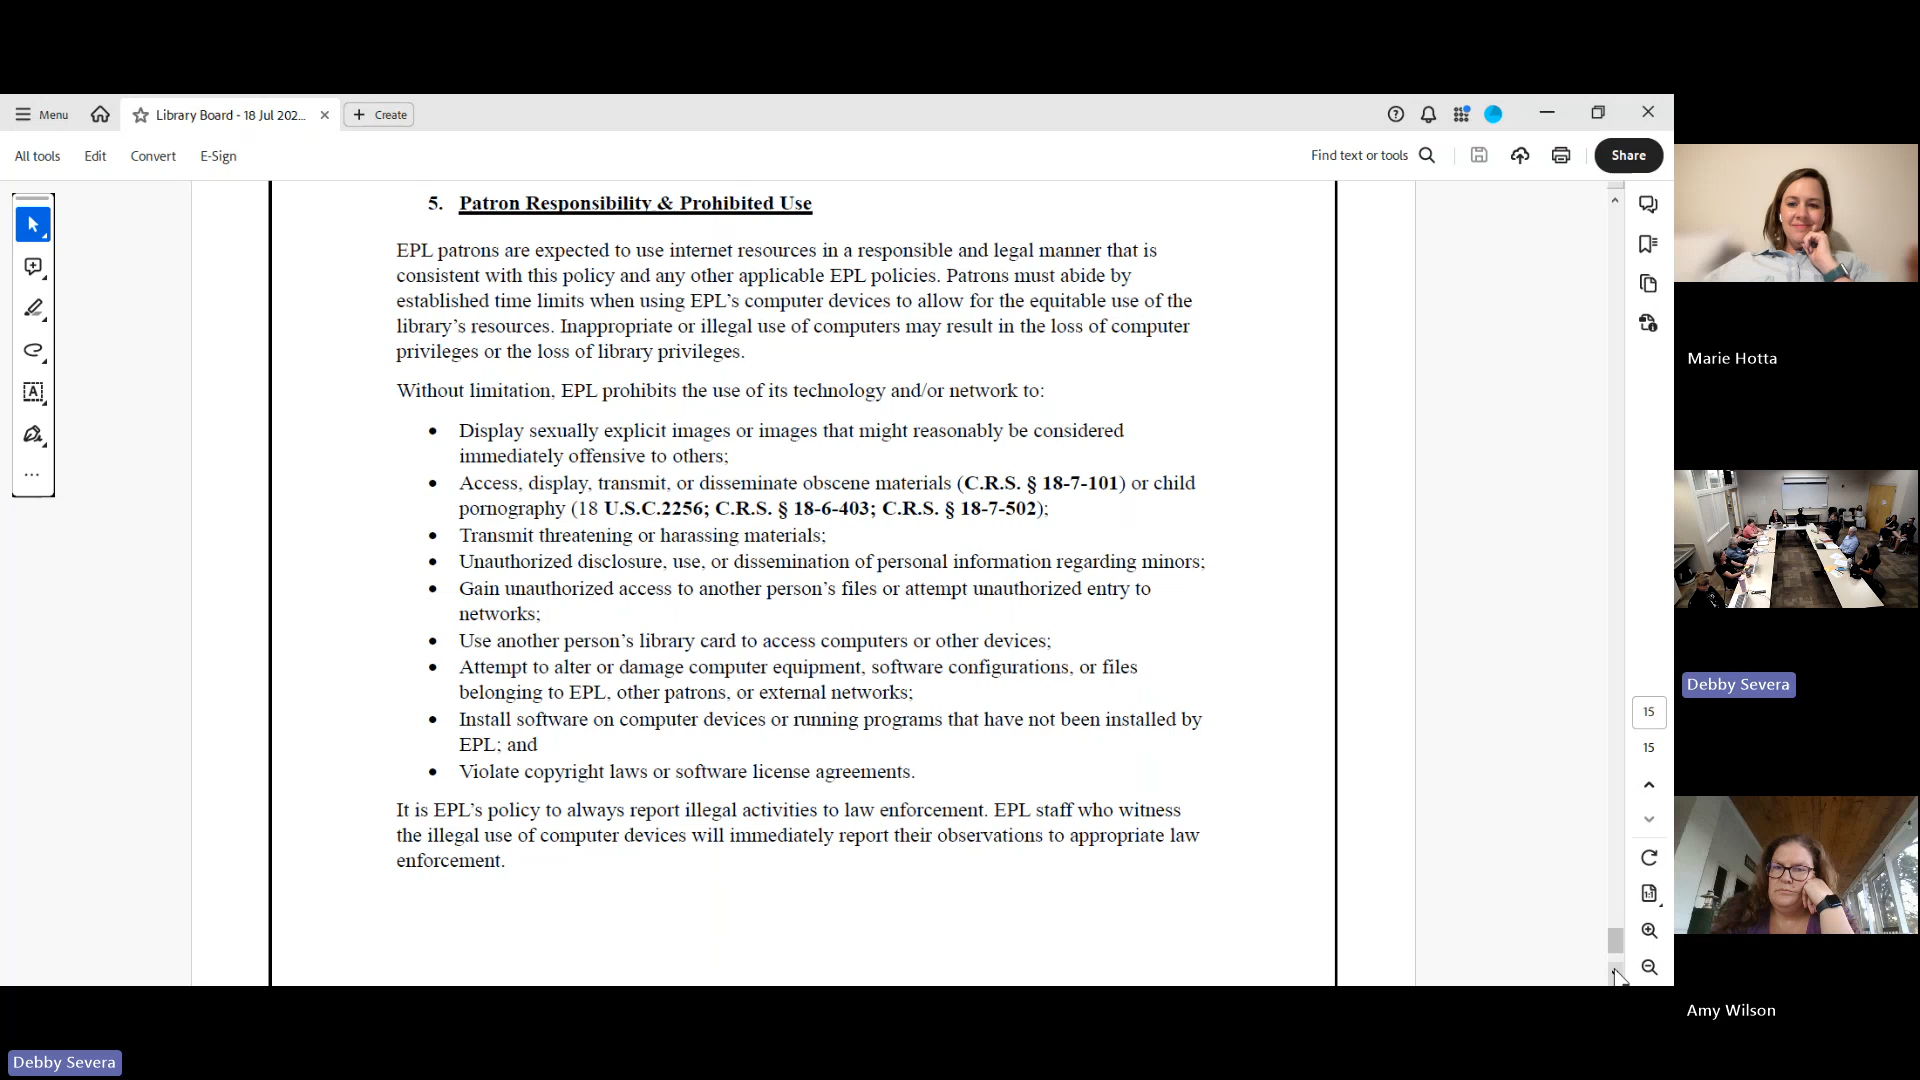 Menu
Library Board - 18 Jul 202...
Create
All tools
Edit
Convert
E-Sign
Find text or tools
Share
5. Patron Responsibility & Prohibited Use
EPL patrons are expected to use internet resources in a responsible and legal manner that is
consistent with this policy and any other applicable EPL policies. Patrons must abide by
established time limits when using EPL’s computer devices to allow for the equitable use of the
library’s resources. Inappropriate or illegal use of computers may result in the loss of computer
privileges or the loss of library privileges.
Without limitation, EPL prohibits the use of its technology and/or network to:
• Display sexually explicit images or images that might reasonably be considered
immediately offensive to others;
• Access, display, transmit, or disseminate obscene materials (C.R.S. § 18-7-101) or child
pornography (18 U.S.C.2256; C.R.S. § 18-6-403; C.R.S. § 18-7-502);
• Transmit threatening or harassing materials;
• Unauthorized disclosure, use, or dissemination of personal information regarding minors;
• Gain unauthorized access to another person’s files or attempt unauthorized entry to
networks;
• Use another person’s library card to access computers or other devices;
• Attempt to alter or damage computer equipment, software configurations, or files
belonging to EPL, other patrons, or external networks;
• Install software on computer devices or running programs that have not been installed by
EPL; and
• Violate copyright laws or software license agreements.
It is EPL’s policy to always report illegal activities to law enforcement. EPL staff who witness
the illegal use of computer devices will immediately report their observations to appropriate law
enforcement.
15
15
1:1
Marie Hotta
Debby Severa
Amy Wilson
Debby Severa